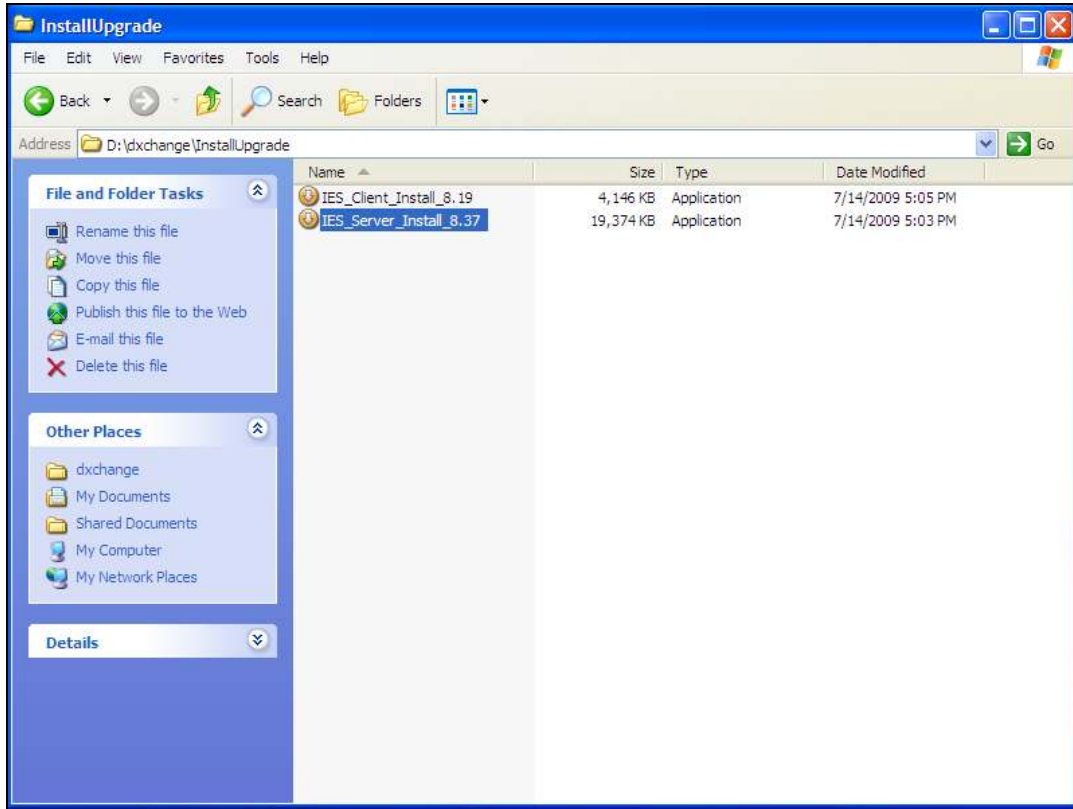 InstallUpgrade
File Edit View Favorites Tools Help
Back Search Folders
Address D:\dxchange\InstallUpgrade Go
File and Folder Tasks
Rename this file
Move this file
Copy this file
Publish this file to the Web
E-mail this file
Delete this file
Other Places
dxchange
My Documents
Shared Documents
My Computer
My Network Places
Details
Name Size Type Date Modified
IES_Client_Install_8.19 4,146 KB Application 7/14/2009 5:05 PM
IES_Server_Install_8.37 19,374 KB Application 7/14/2009 5:03 PM